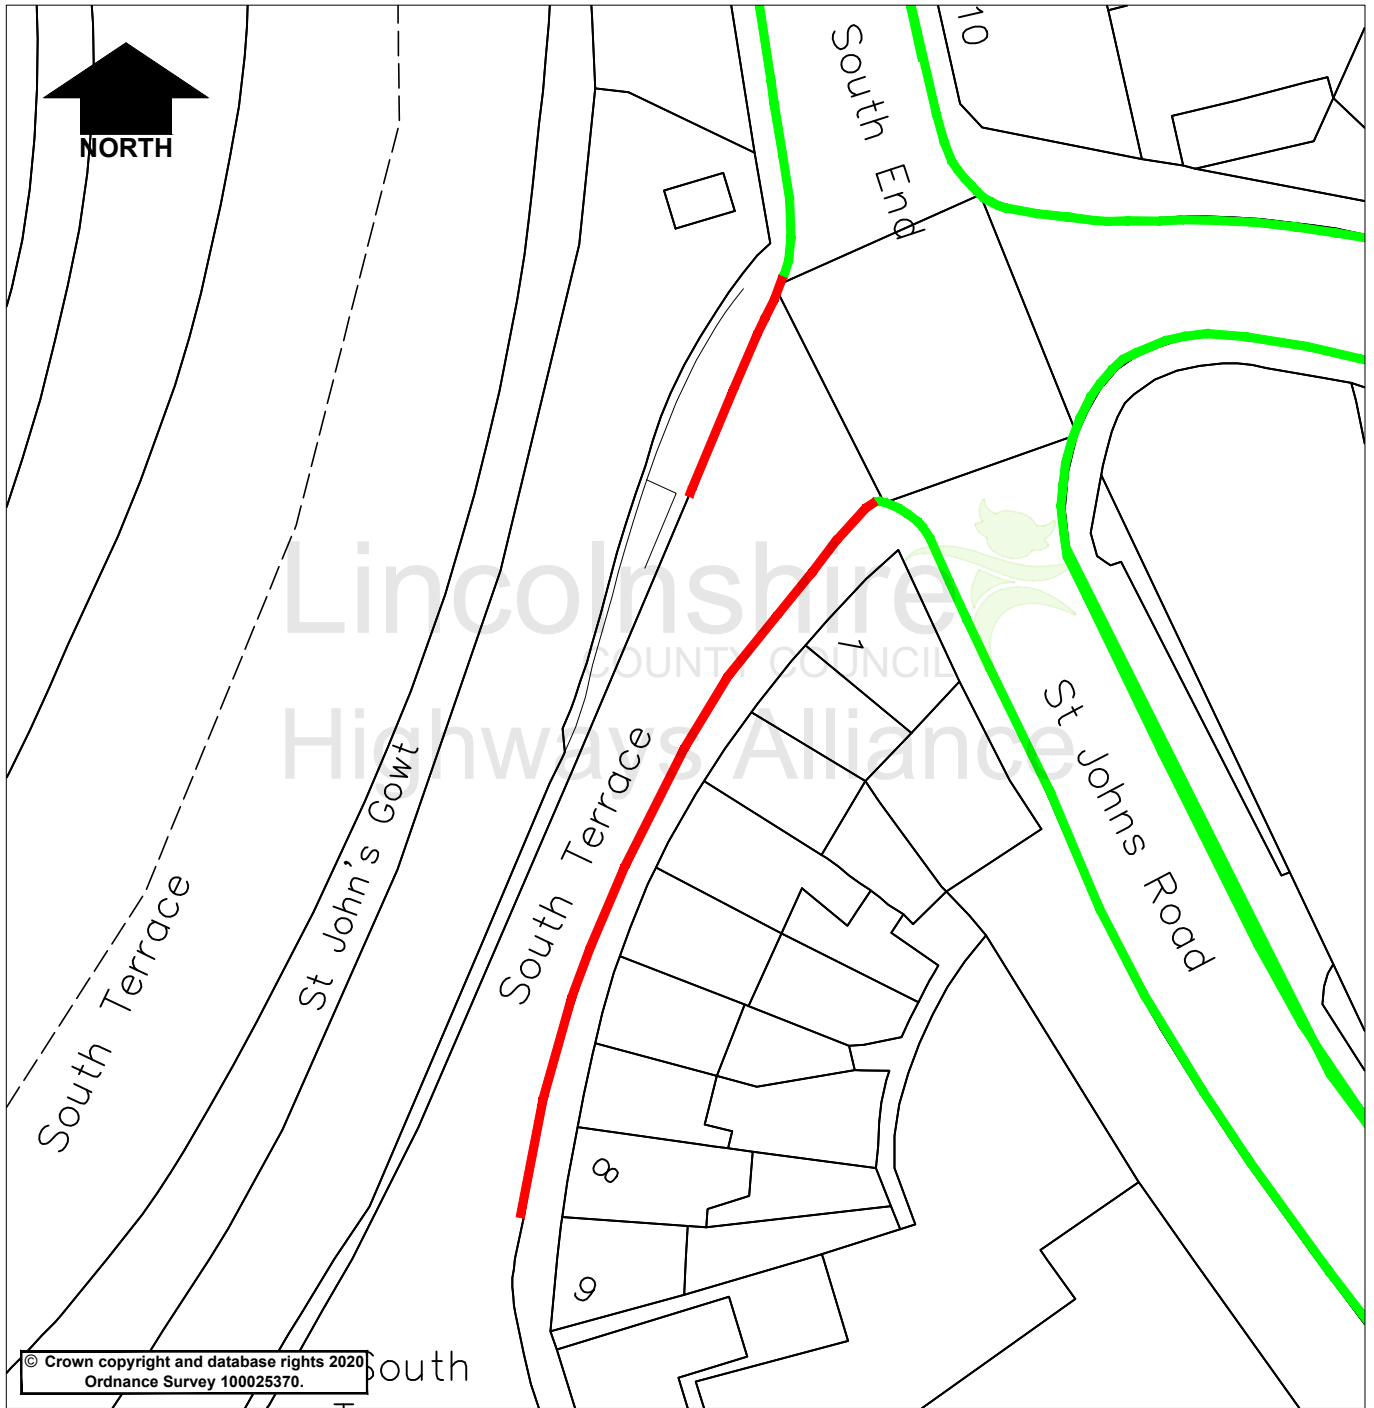 NORTH
South End
10
Lincolnshire
COUNTY COUNCIL
Highways Alliance
1
St Johns Road
St John's Gowt
South Terrace
South Terrace
8
9
© Crown copyright and database rights 2020
Ordnance Survey 100025370.
South